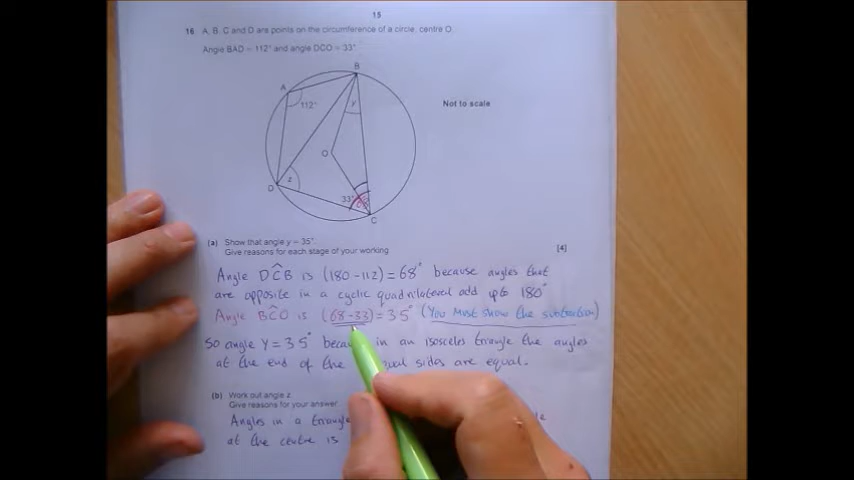 15
16 A, B, C and D are points on the circumference of a circle, centre O.
Angle BAD = 112° and angle DCO = 33°.
B
A
112°
y
Not to scale
O
z
D
33°
C
(a) Show that angle y = 35°.
Give reasons for each stage of your working
[4]
Angle DĈB is (180-112) = 68° because angles that
are opposite in a cyclic quadrilateral add up to 180°
Angle BĈO is (68-33) = 35° (You Must show the subtraction)
So angle Y = 35° in an isosceles triangle the angles
at the end of the equal sides are equal.
(b) Work out angle z
Give reasons for your answer
Angles in a triangle
at the centre is